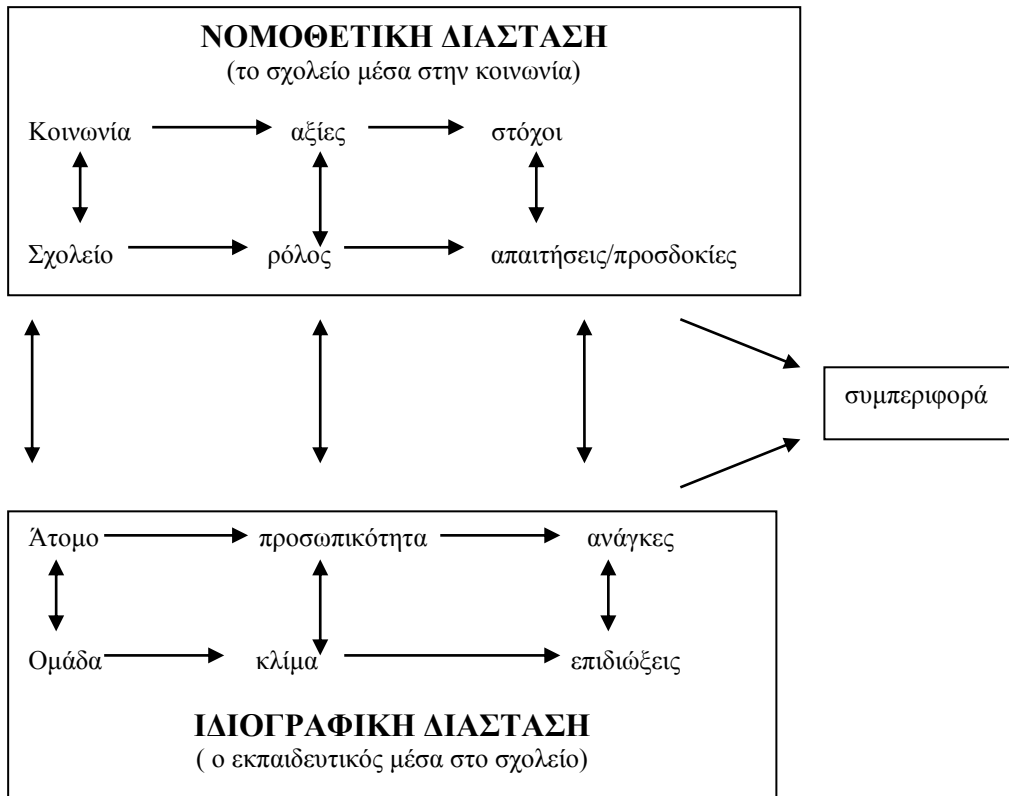 ΝΟΜΟΘΕΤΙΚΗ ΔΙΑΣΤΑΣΗ
(το σχολείο μέσα στην κοινωνία)
Κοινωνία αξίες στόχοι
Σχολείο ρόλος απαιτήσεις/προσδοκίες
συμπεριφορά
Άτομο προσωπικότητα ανάγκες
Ομάδα κλίμα επιδιώξεις
ΙΔΙΟΓΡΑΦΙΚΗ ΔΙΑΣΤΑΣΗ
( ο εκπαιδευτικός μέσα στο σχολείο)